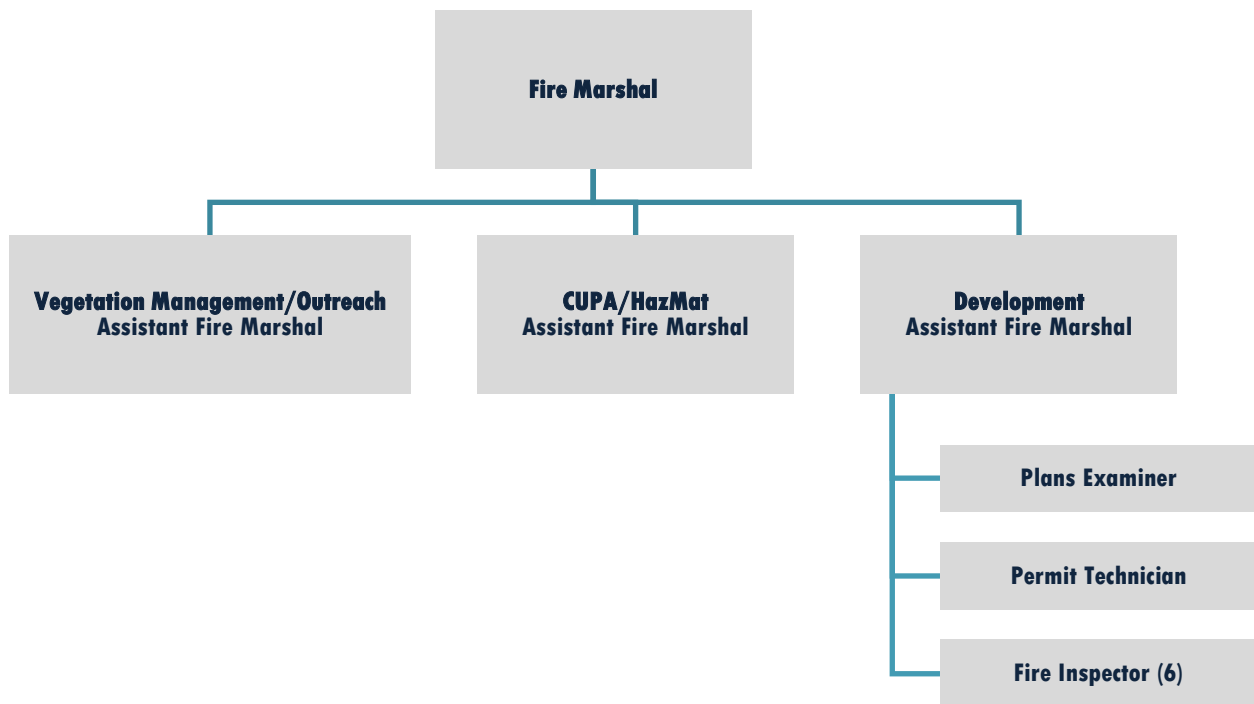 Fire Marshal
Vegetation Management/Outreach
Assistant Fire Marshal
CUPA/HazMat
Assistant Fire Marshal
Development
Assistant Fire Marshal
Plans Examiner
Permit Technician
Fire Inspector (6)